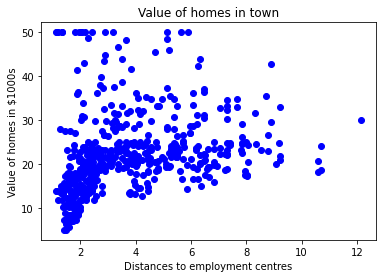 Value of homes in town
Value of homes in $1000s
50
40
30
20
10
2 4 6 8 10 12
Distances to employment centres